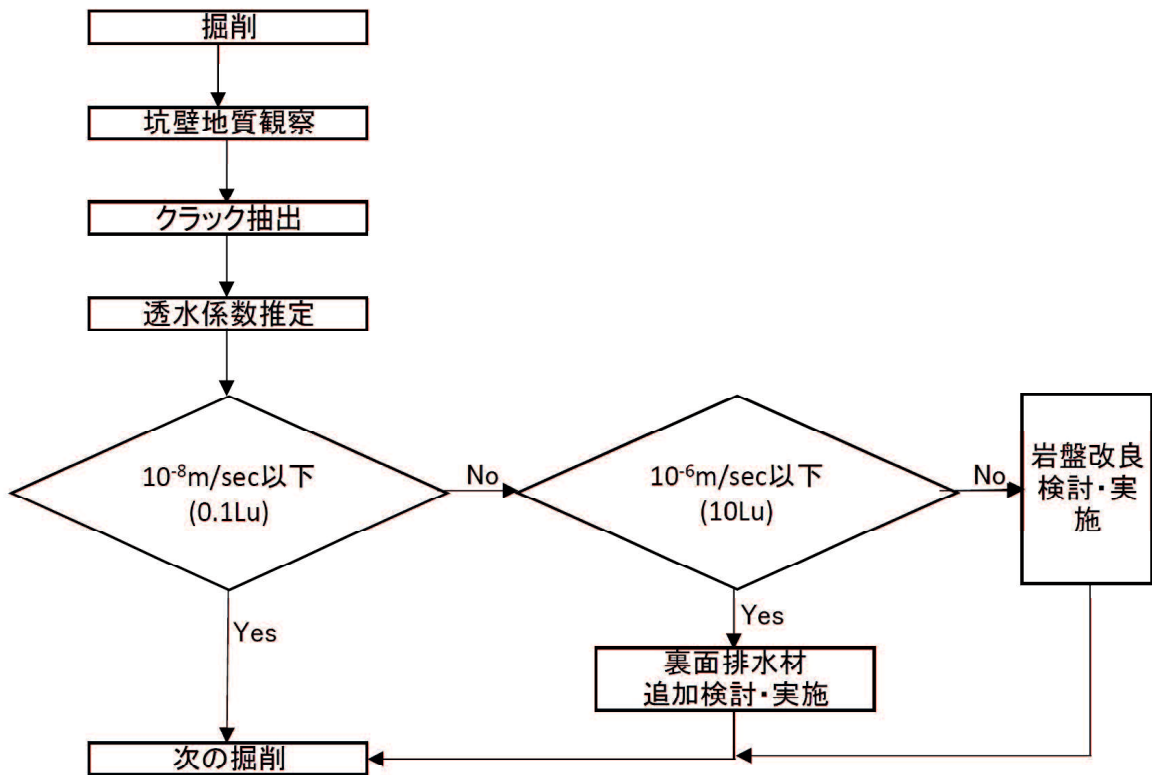 掘削
坑壁地質観察
クラック抽出
透水係数推定
10⁻⁸m/sec以下
(0.1Lu)
No
10⁻⁶m/sec以下
(10Lu)
No
岩盤改良
検討・実
施
Yes
Yes
裏面排水材
追加検討・実施
次の掘削